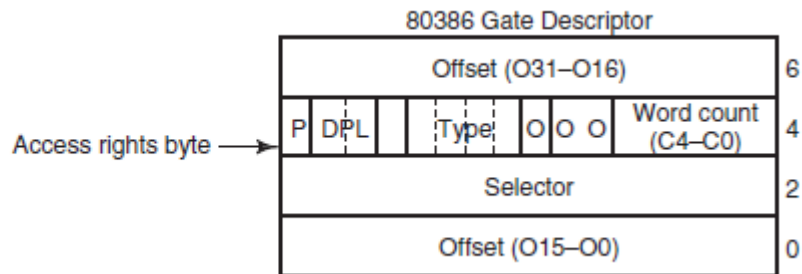 80386 Gate Descriptor
Offset (O31–O16) 6
P DPL Type O O O Word count (C4–C0) 4
Access rights byte
Selector 2
Offset (O15–O0) 0